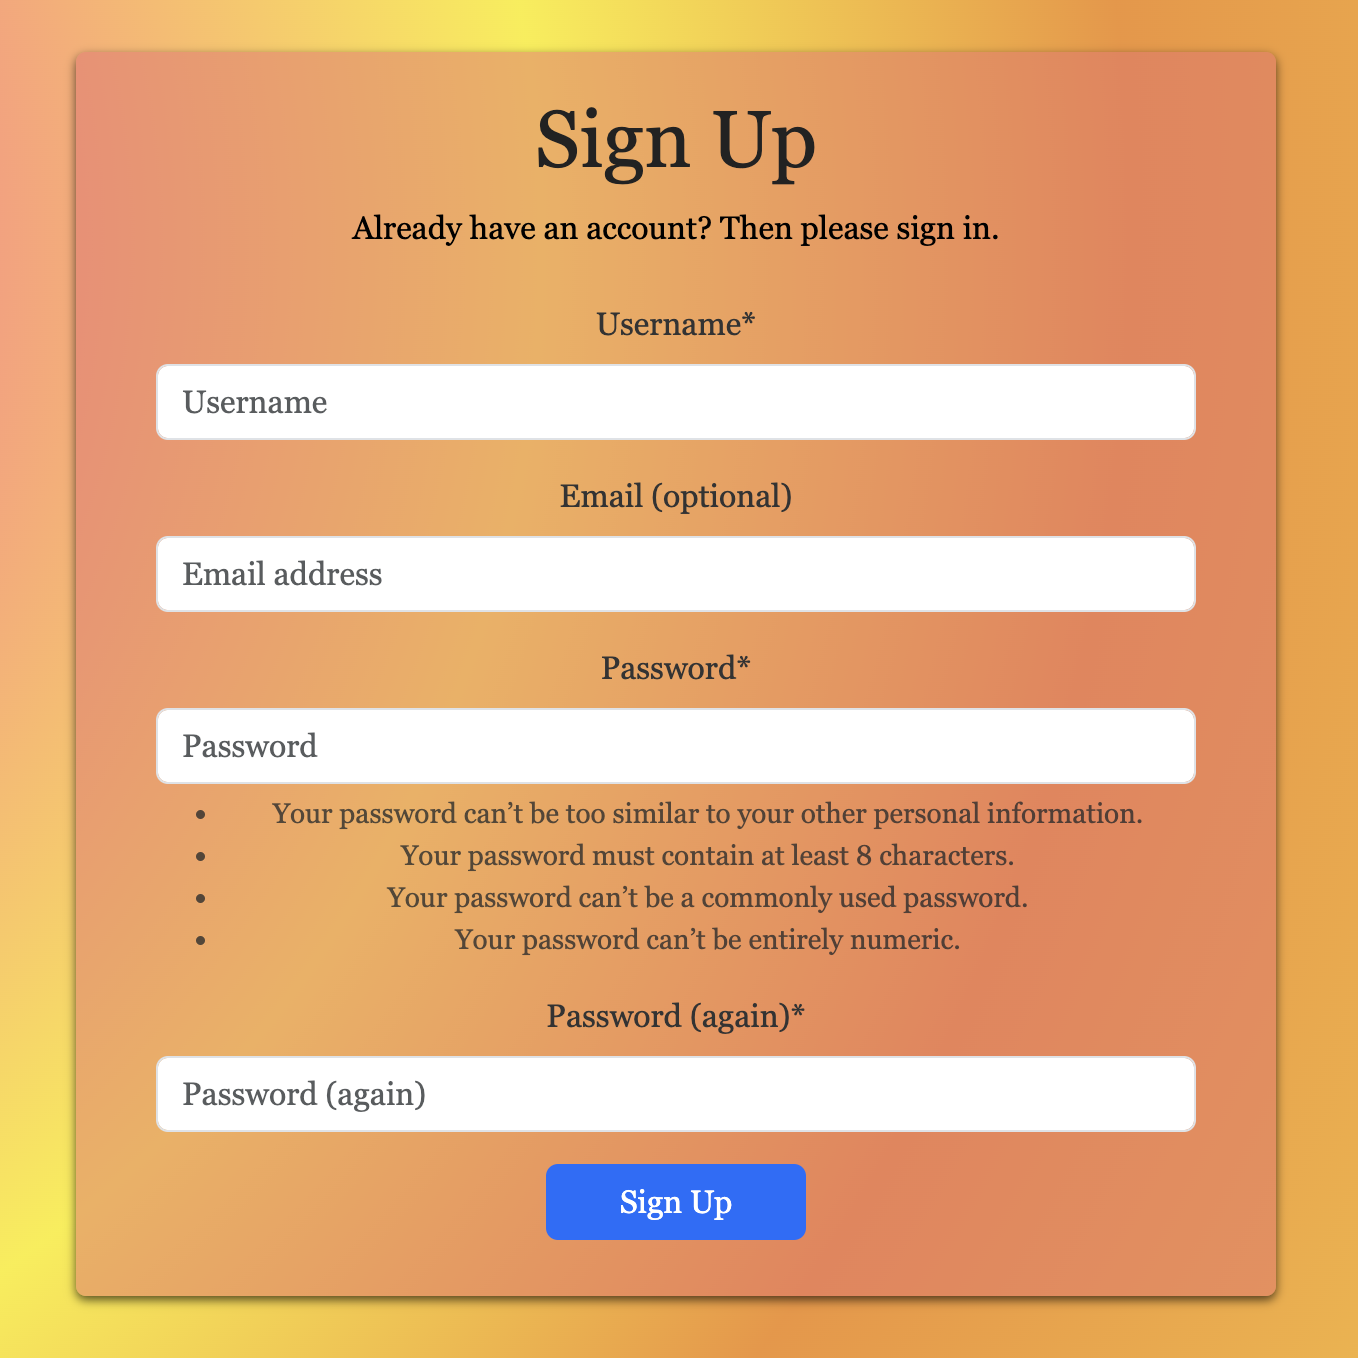 Sign Up
Already have an account? Then please sign in.
Username*
Username
Email (optional)
Email address
Password*
Password
• Your password can’t be too similar to your other personal information.
• Your password must contain at least 8 characters.
• Your password can’t be a commonly used password.
• Your password can’t be entirely numeric.
Password (again)*
Password (again)
Sign Up